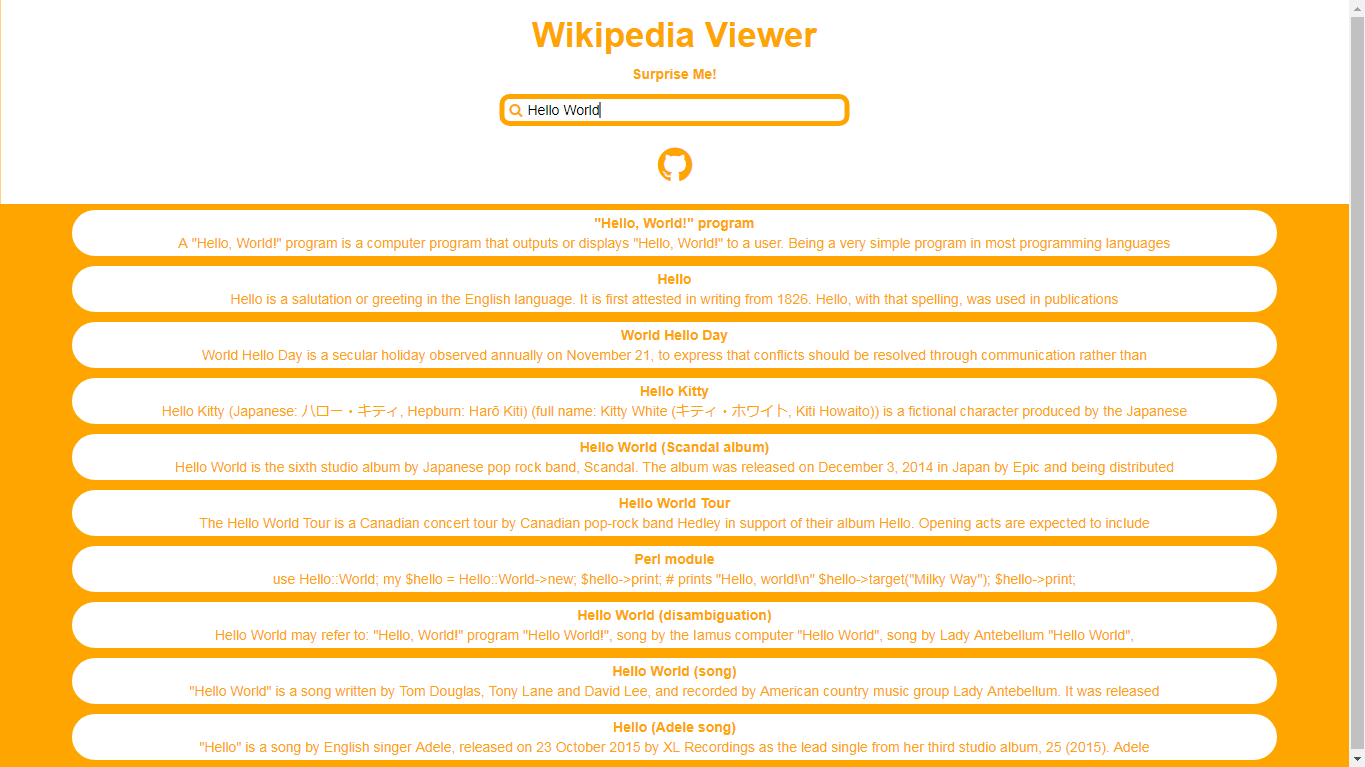 Wikipedia Viewer
Surprise Me!
Hello World
"Hello, World!" program
A "Hello, World!" program is a computer program that outputs or displays "Hello, World!" to a user. Being a very simple program in most programming languages
Hello
Hello is a salutation or greeting in the English language. It is first attested in writing from 1826. Hello, with that spelling, was used in publications
World Hello Day
World Hello Day is a secular holiday observed annually on November 21, to express that conflicts should be resolved through communication rather than
Hello Kitty
Hello Kitty (Japanese: ハロー・キティ, Hepburn: Harō Kiti) (full name: Kitty White (キティ・ホワイト, Kiti Howaito)) is a fictional character produced by the Japanese
Hello World (Scandal album)
Hello World is the sixth studio album by Japanese pop rock band, Scandal. The album was released on December 3, 2014 in Japan by Epic and being distributed
Hello World Tour
The Hello World Tour is a Canadian concert tour by Canadian pop-rock band Hedley in support of their album Hello. Opening acts are expected to include
Perl module
use Hello::World; my $hello = Hello::World->new; $hello->print; # prints "Hello, world!\n" $hello->target("Milky Way"); $hello->print;
Hello World (disambiguation)
Hello World may refer to: "Hello, World!" program "Hello World!", song by the Iamus computer "Hello World", song by Lady Antebellum "Hello World",
Hello World (song)
"Hello World" is a song written by Tom Douglas, Tony Lane and David Lee, and recorded by American country music group Lady Antebellum. It was released
Hello (Adele song)
"Hello" is a song by English singer Adele, released on 23 October 2015 by XL Recordings as the lead single from her third studio album, 25 (2015). Adele